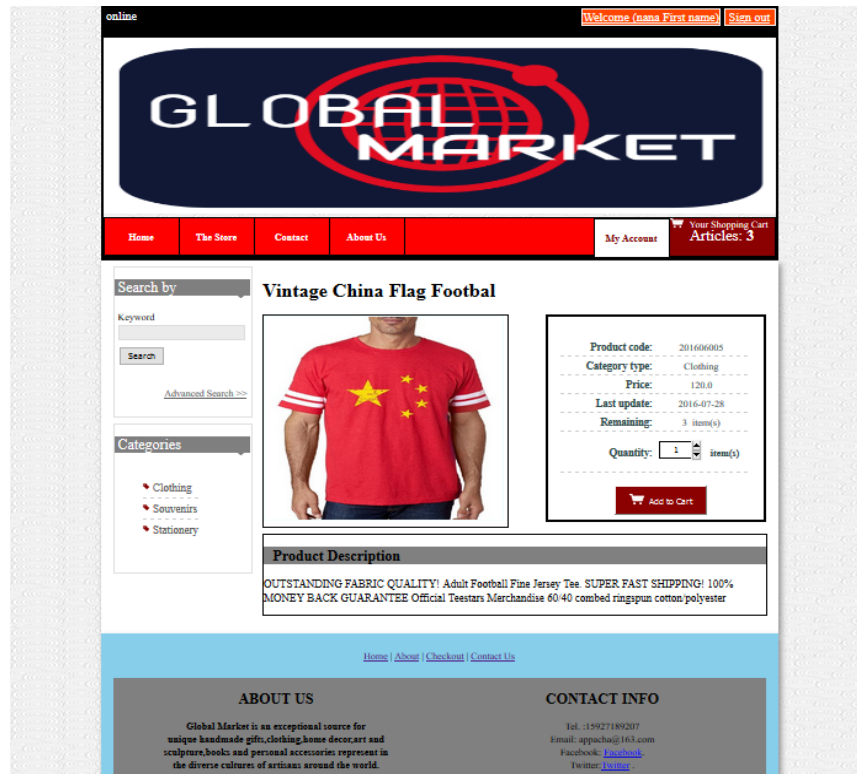 online
Welcome (nana First name) Sign out
GLOBAL
MARKET
Home The Store Contact About Us My Account
Your Shopping Cart
Articles: 3
Search by
Keyword
Search
Advanced Search >>
Categories
Clothing
Souvenirs
Stationery
Vintage China Flag Footbal
Product code: 201606005
Category type: Clothing
Price: 120.0
Last update: 2016-07-28
Remaining: 3 item(s)
Quantity: 1 item(s)
Add to Cart
Product Description
OUTSTANDING FABRIC QUALITY! Adult Football Fine Jersey Tee. SUPER FAST SHIPPING! 100%
MONEY BACK GUARANTEE Official Teestars Merchandise 60/40 combed ringspun cotton/polyester
Home | About | Checkout | Contact Us
ABOUT US
Global Market is an exceptional source for
unique handmade gifts,clothing,home decor,art and
sculpture,books and personal accessories represent in
the diverse cultures of artisans around the world.
CONTACT INFO
Tel. :15927189207
Email: appacha@163.com
Facebook: Facebook.
Twitter:Twitter .